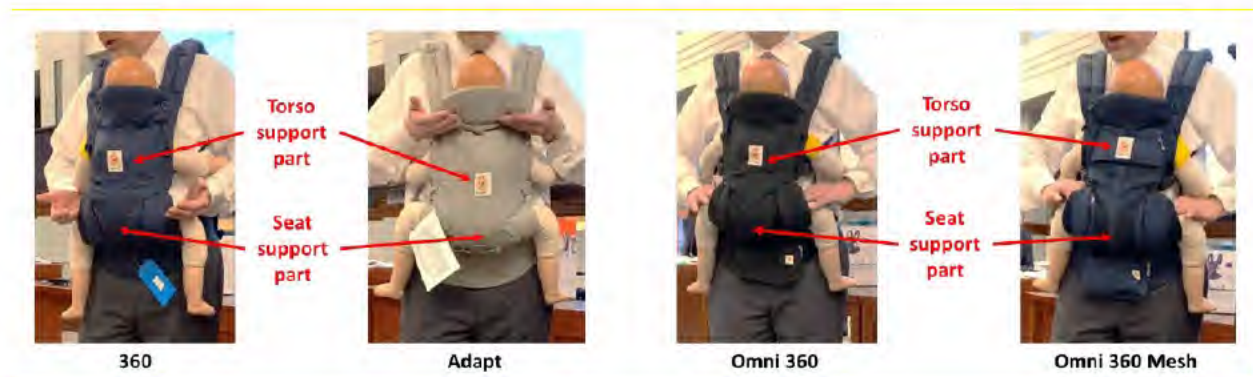 Torso
support
part
Seat
support
part
Torso
support
part
Seat
support
part
360
Adapt
Omni 360
Omni 360 Mesh